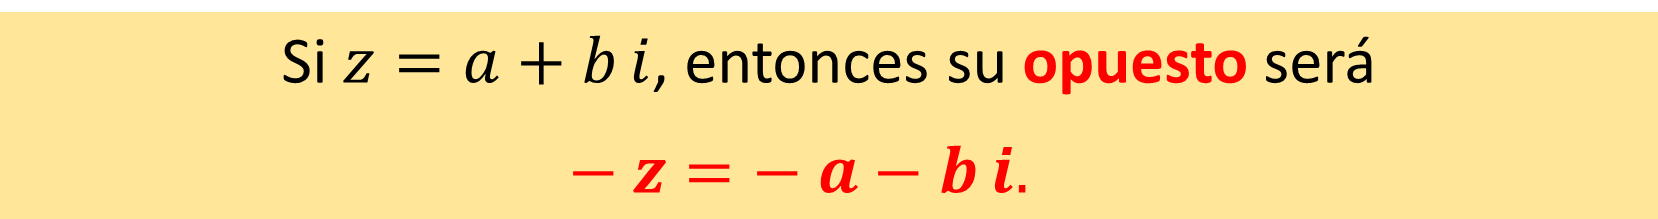 Si z = a + b i, entonces su opuesto será
− z = − a − b i.